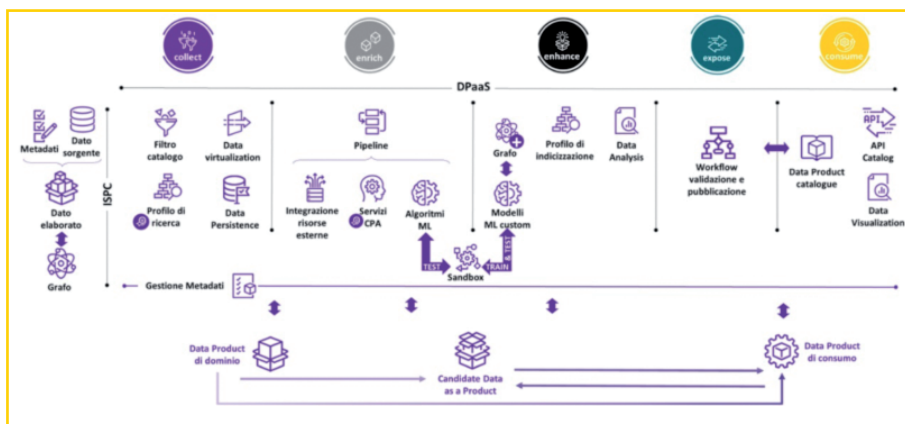 collect
enrich
enhance
expose
consume
DPaaS
Metadati
Dato
sorgente
Dato
elaborato
Grafo
ISPC
Filtro
catalogo
Data
virtualization
Profilo di
ricerca
Data
Persistence
Pipeline
Integrazione
risorse
esterne
Servizi
CPA
Algoritmi
ML
Grafo
Profilo di
indicizzazione
Data
Analysis
Modelli
ML custom
TEST
Sandbox
TRAIN
& TEST
Workflow
validazione e
pubblicazione
Data Product
catalogue
API
API
Catalog
Data
Visualization
Gestione Metadati
Data Product
di dominio
Candidate Data
as a Product
Data Product
di consumo